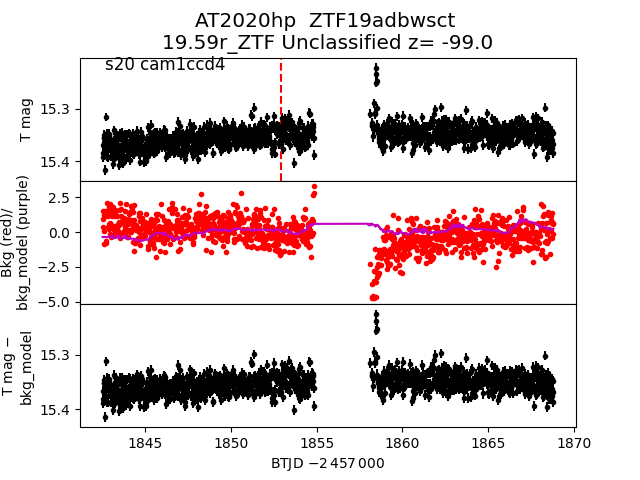 AT2020hp  ZTF19adbwsct
19.59r_ZTF Unclassified z= -99.0
s20 cam1ccd4
T mag
15.3
15.4
Bkg (red)/
bkg_model (purple)
2.5
0.0
−2.5
−5.0
T mag −
bkg_model
15.3
15.4
1845
1850
1855
1860
1865
1870
BTJD −2 457 000